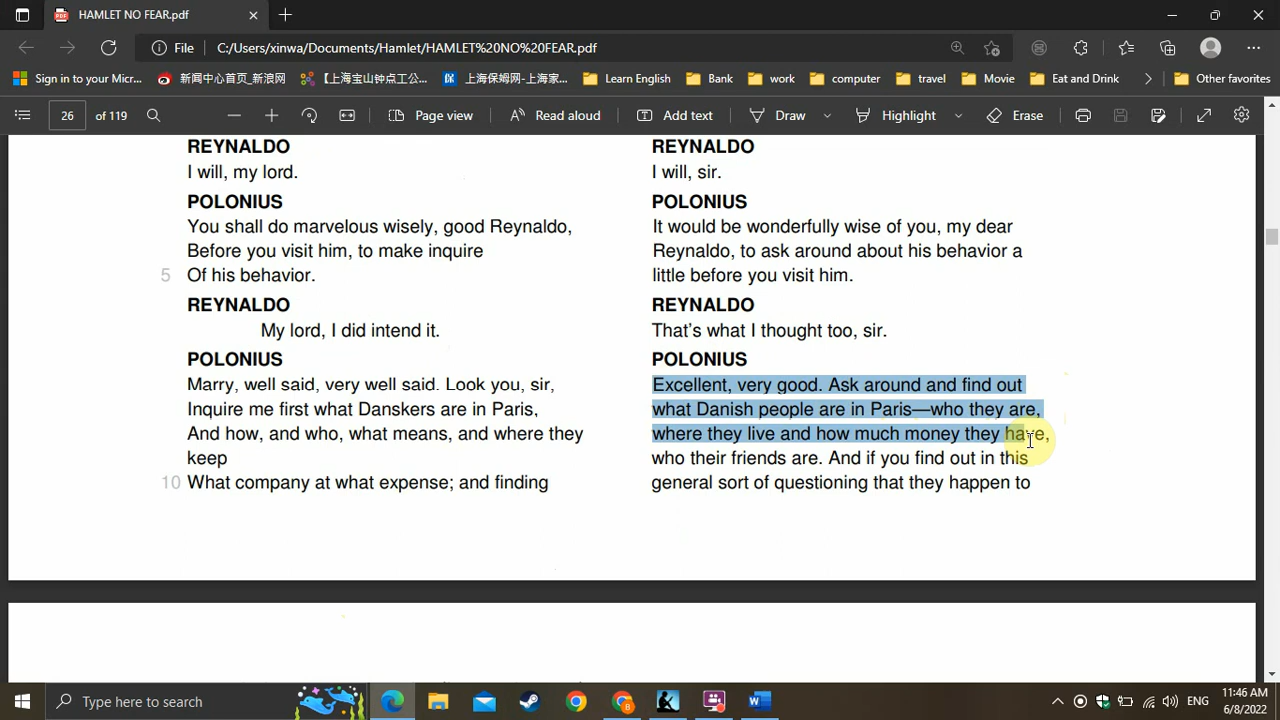 HAMLET NO FEAR.pdf
File C:/Users/xinwa/Documents/Hamlet/HAMLET%20NO%20FEAR.pdf
Sign in to your Micr... 新闻中心首页_新浪网 【上海宝山钟点工公... 上海保姆网-上海家... Learn English Bank work computer travel Movie Eat and Drink Other favorites
26 of 119 Page view Read aloud Add text Draw Highlight Erase
REYNALDO
I will, my lord.
POLONIUS
You shall do marvelous wisely, good Reynaldo,
Before you visit him, to make inquire
5 Of his behavior.
REYNALDO
My lord, I did intend it.
POLONIUS
Marry, well said, very well said. Look you, sir,
Inquire me first what Danskers are in Paris,
And how, and who, what means, and where they
keep
10 What company at what expense; and finding
REYNALDO
I will, sir.
POLONIUS
It would be wonderfully wise of you, my dear
Reynaldo, to ask around about his behavior a
little before you visit him.
REYNALDO
That's what I thought too, sir.
POLONIUS
Excellent, very good. Ask around and find out
what Danish people are in Paris—who they are,
where they live and how much money they have,
who their friends are. And if you find out in this
general sort of questioning that they happen to
Type here to search
ENG
11:46 AM
6/8/2022